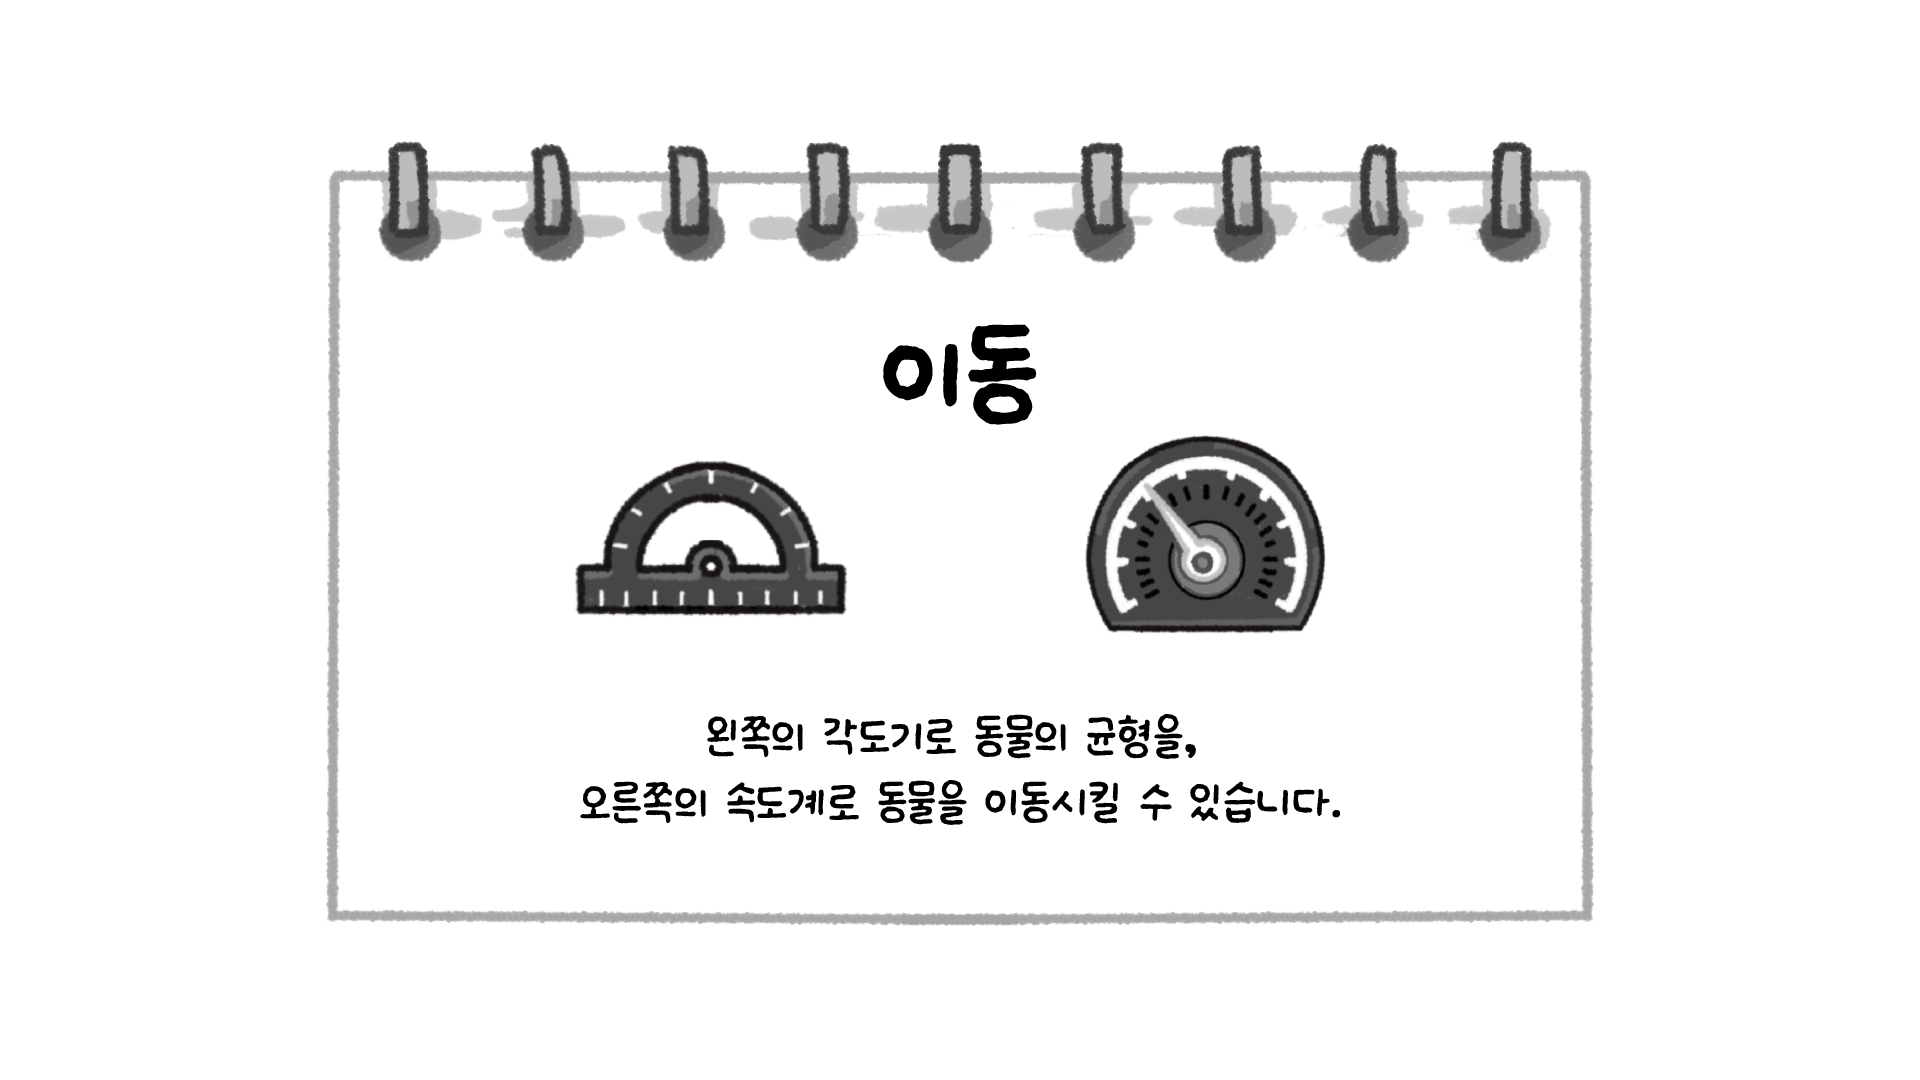 이동
왼쪽의 각도기로 동물의 균형을,
오른쪽의 속도계로 동물을 이동시킬 수 있습니다.